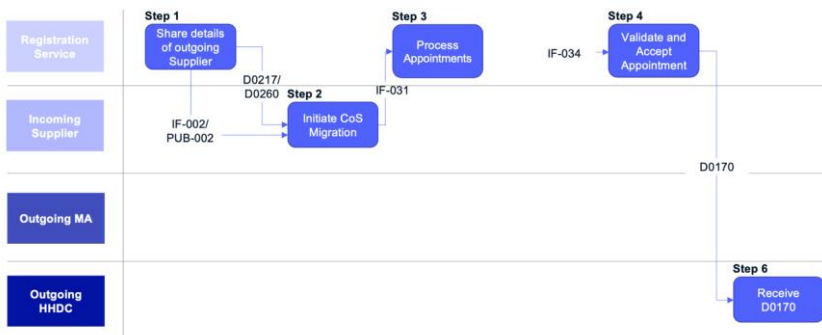 Step 1
Step 3
Step 4
Registration
Service
Share details
of outgoing
Supplier
Process
Appointments
IF-034
Validate and
Accept
Appointment
D0217/
D0260
Step 2
IF-031
Incoming
Supplier
IF-002/
PUB-002
Initiate CoS
Migration
D0170
Outgoing MA
Step 6
Outgoing
HHDC
Receive
D0170